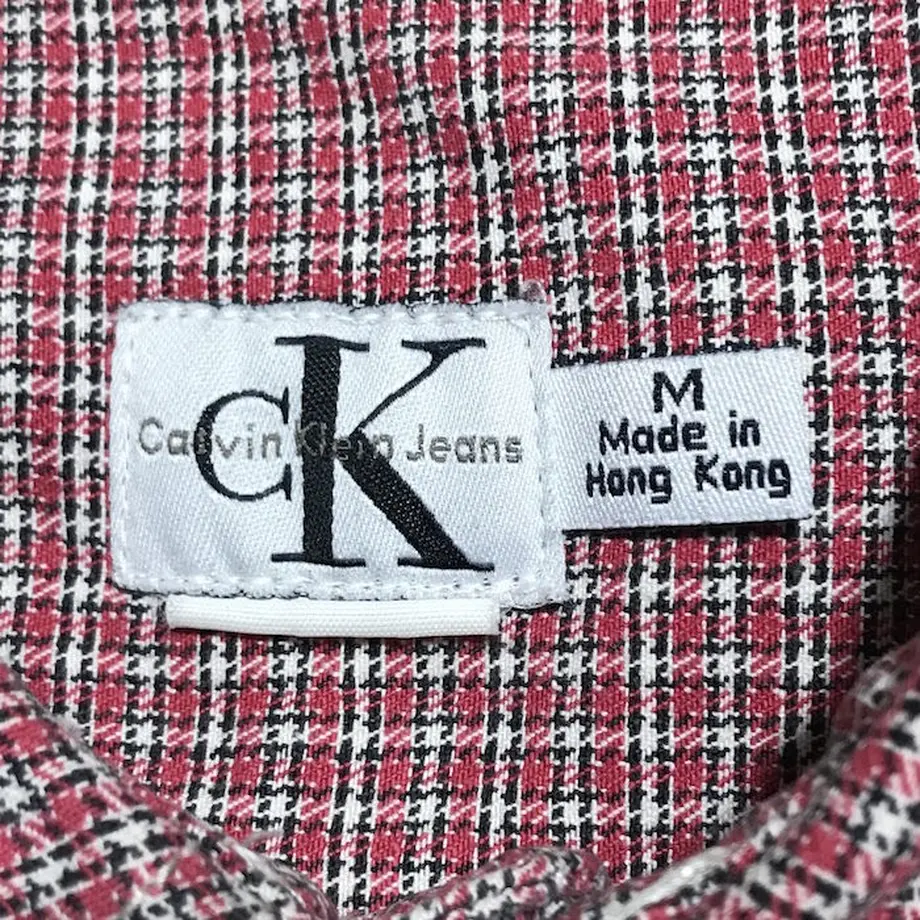 CK
Calvin Klein Jeans
M
Made in
Hong Kong